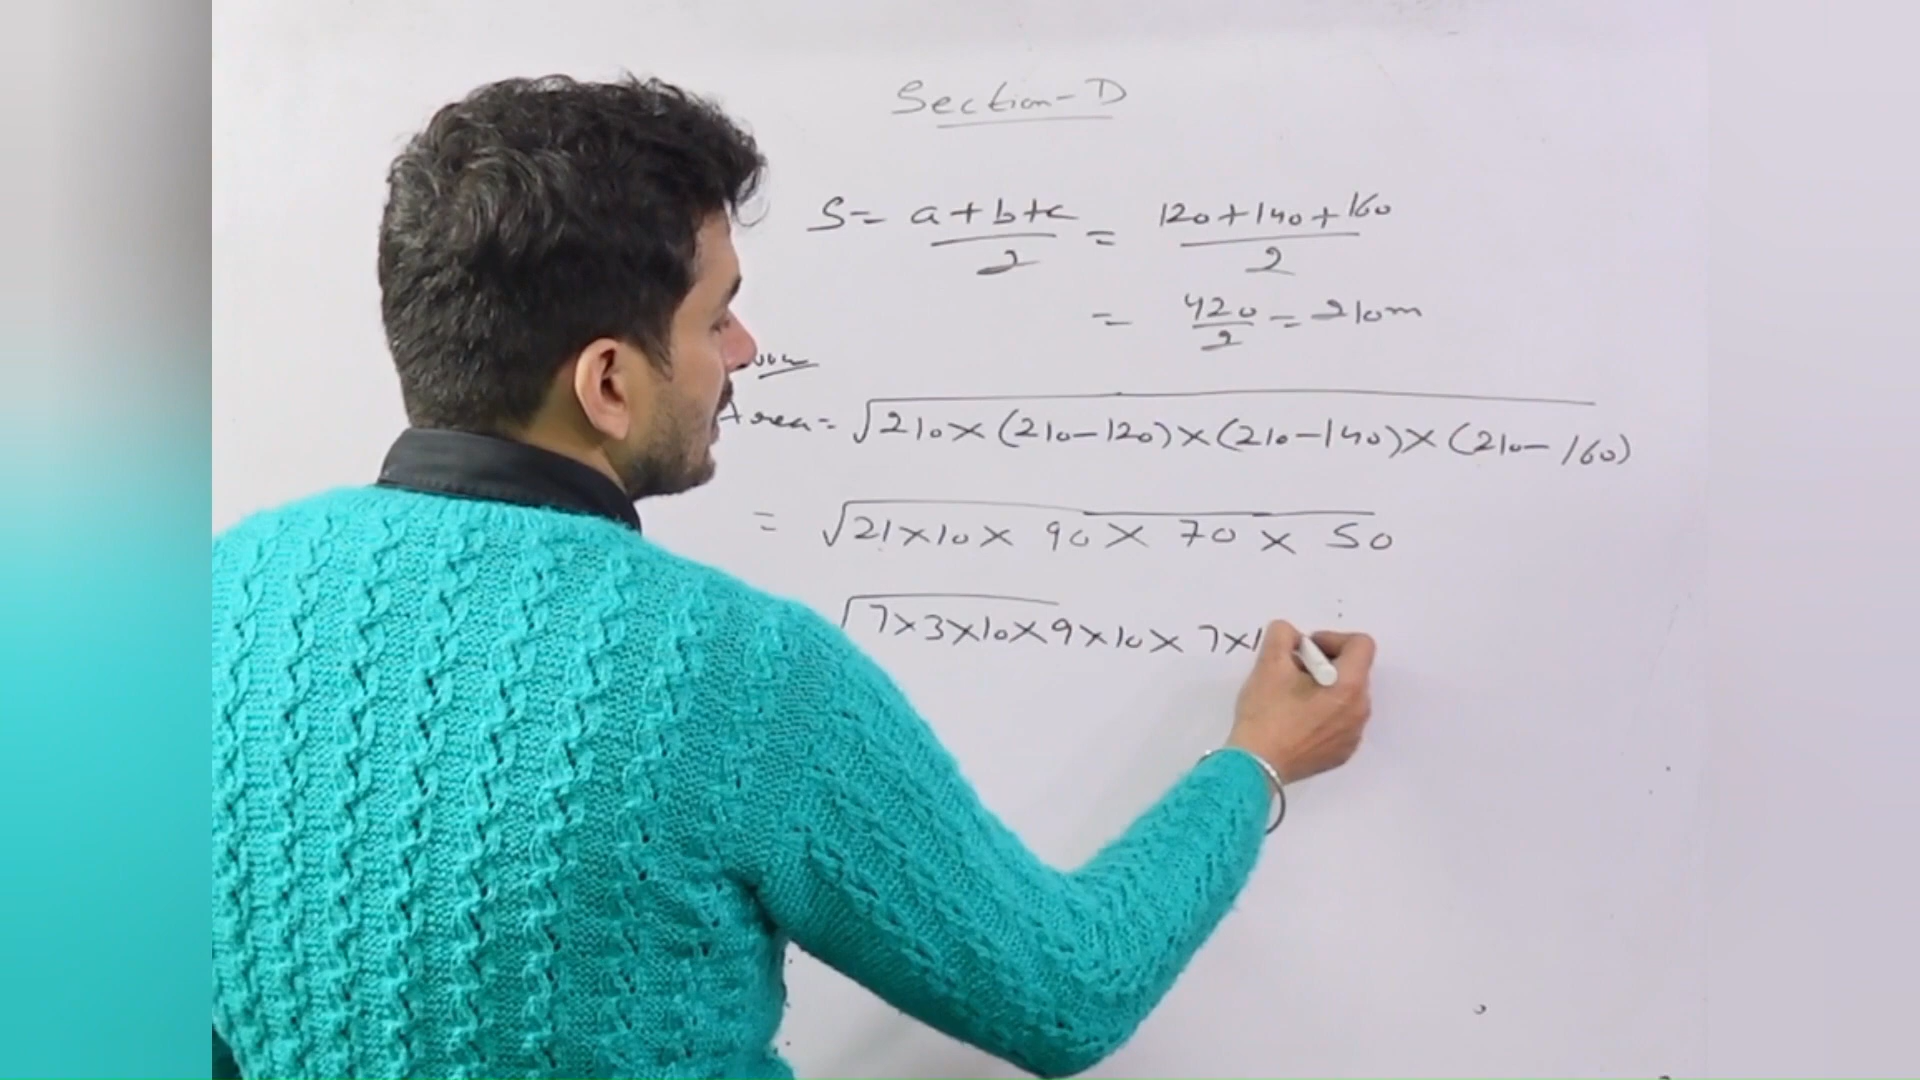 Section-D
S = a+b+c/2 = 120+140+160/2
= 420/2 = 210m
Area = √210×(210-120)×(210-140)×(210-160)
= √21×10×90×70×50
√7×3×10×9×10×7×1